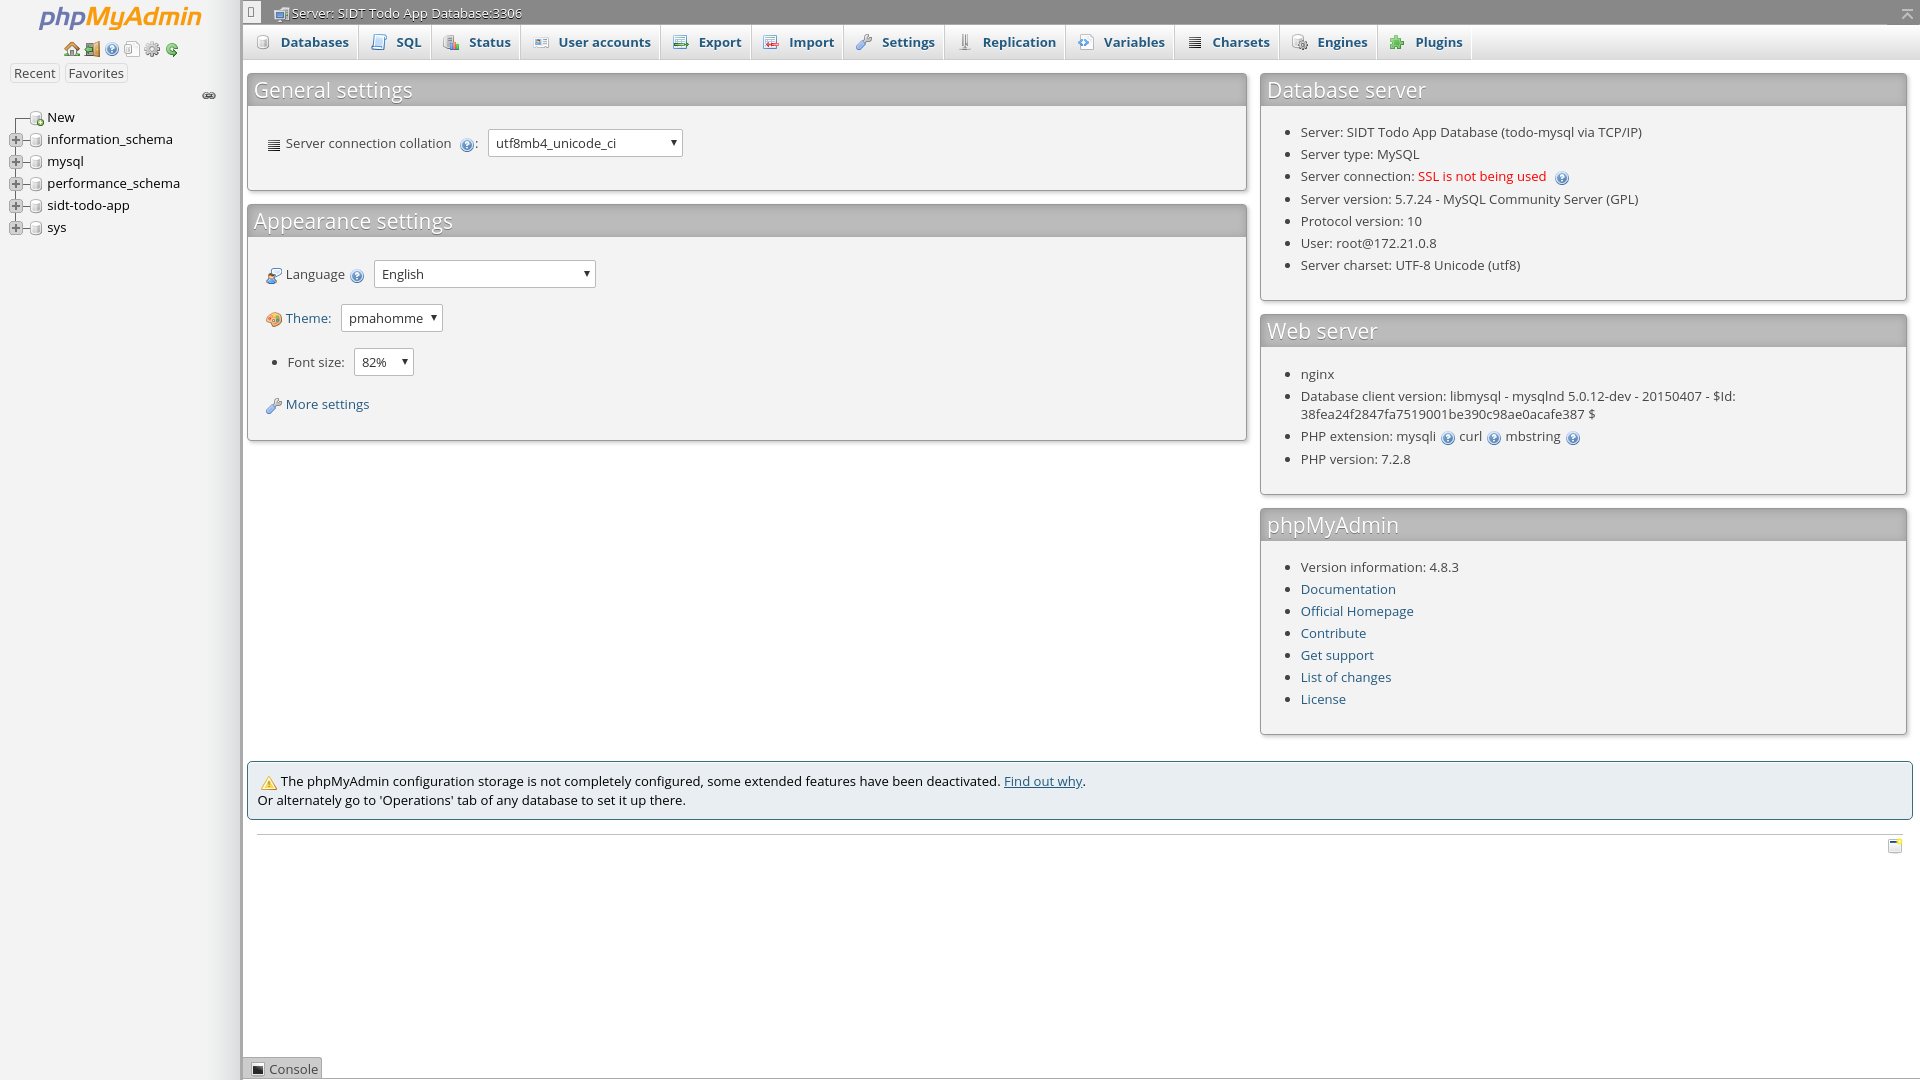 phpMyAdmin
Recent Favorites
New
information_schema
mysql
performance_schema
sidt-todo-app
sys
Server: SIDT Todo App Database:3306
Databases SQL Status User accounts Export Import Settings Replication Variables Charsets Engines Plugins
General settings
Server connection collation : utf8mb4_unicode_ci
Appearance settings
Language English
Theme: pmahomme
Font size: 82%
More settings
Database server
Server: SIDT Todo App Database (todo-mysql via TCP/IP)
Server type: MySQL
Server connection: SSL is not being used
Server version: 5.7.24 - MySQL Community Server (GPL)
Protocol version: 10
User: root@172.21.0.8
Server charset: UTF-8 Unicode (utf8)
Web server
nginx
Database client version: libmysql - mysqlnd 5.0.12-dev - 20150407 - $Id:
38fea24f2847fa7519001be390c98ae0acafe387 $
PHP extension: mysqli curl mbstring
PHP version: 7.2.8
phpMyAdmin
Version information: 4.8.3
Documentation
Official Homepage
Contribute
Get support
List of changes
License
The phpMyAdmin configuration storage is not completely configured, some extended features have been deactivated. Find out why.
Or alternately go to 'Operations' tab of any database to set it up there.
Console